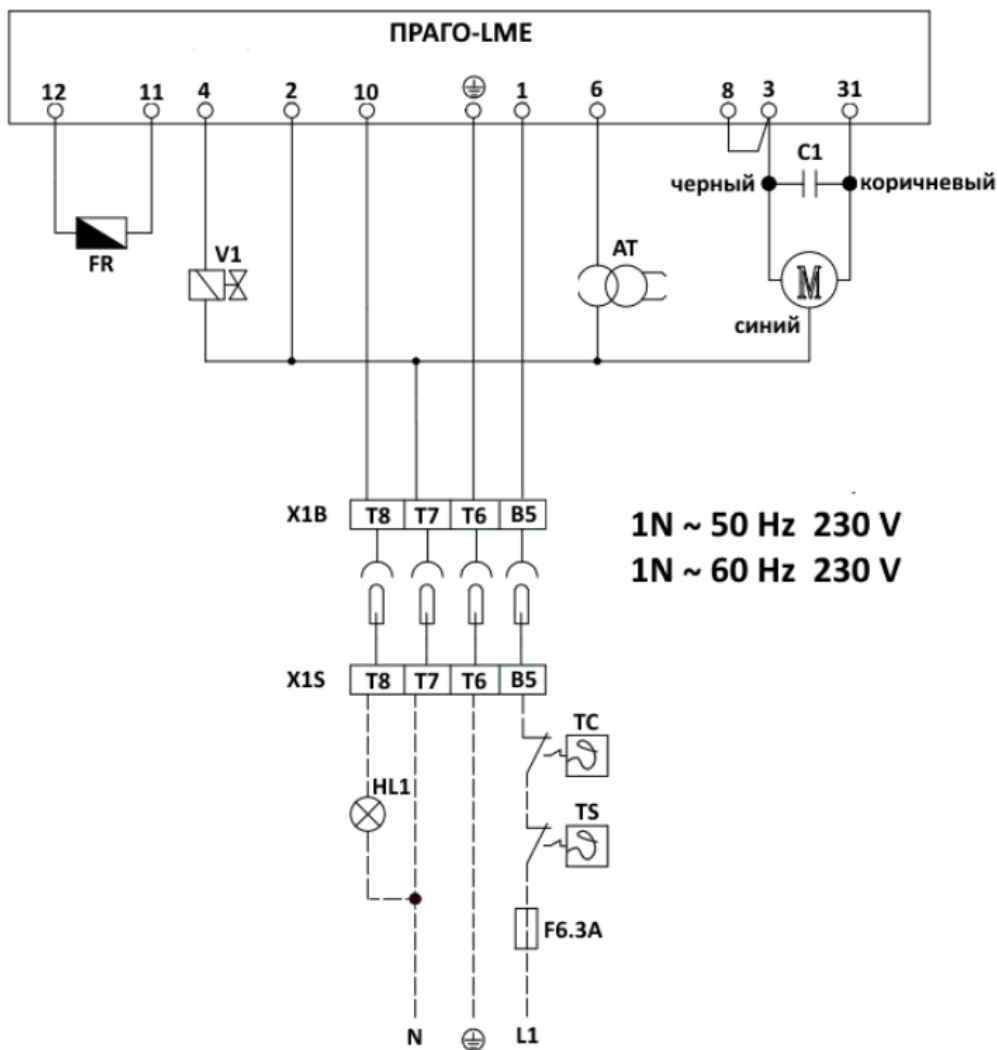 ПРАГО-LME
12 11 4 2 10 1 6 8 3 31
C1
черный коричневый
FR V1 AT
M
синий
X1B T8 T7 T6 B5
1N ~ 50 Hz 230 V
1N ~ 60 Hz 230 V
X1S T8 T7 T6 B5
TC
HL1
TS
F6.3A
N L1